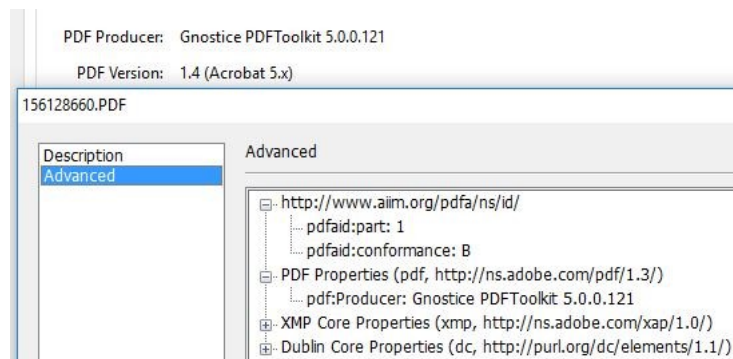 PDF Producer: Gnostice PDFToolkit 5.0.0.121
PDF Version: 1.4 (Acrobat 5.x)
156128660.PDF
Description
Advanced
Advanced
http://www.aiim.org/pdfa/ns/id/
pdfaid:part: 1
pdfaid:conformance: B
PDF Properties (pdf, http://ns.adobe.com/pdf/1.3/)
pdf:Producer: Gnostice PDFToolkit 5.0.0.121
XMP Core Properties (xmp, http://ns.adobe.com/xap/1.0/)
Dublin Core Properties (dc, http://purl.org/dc/elements/1.1/)